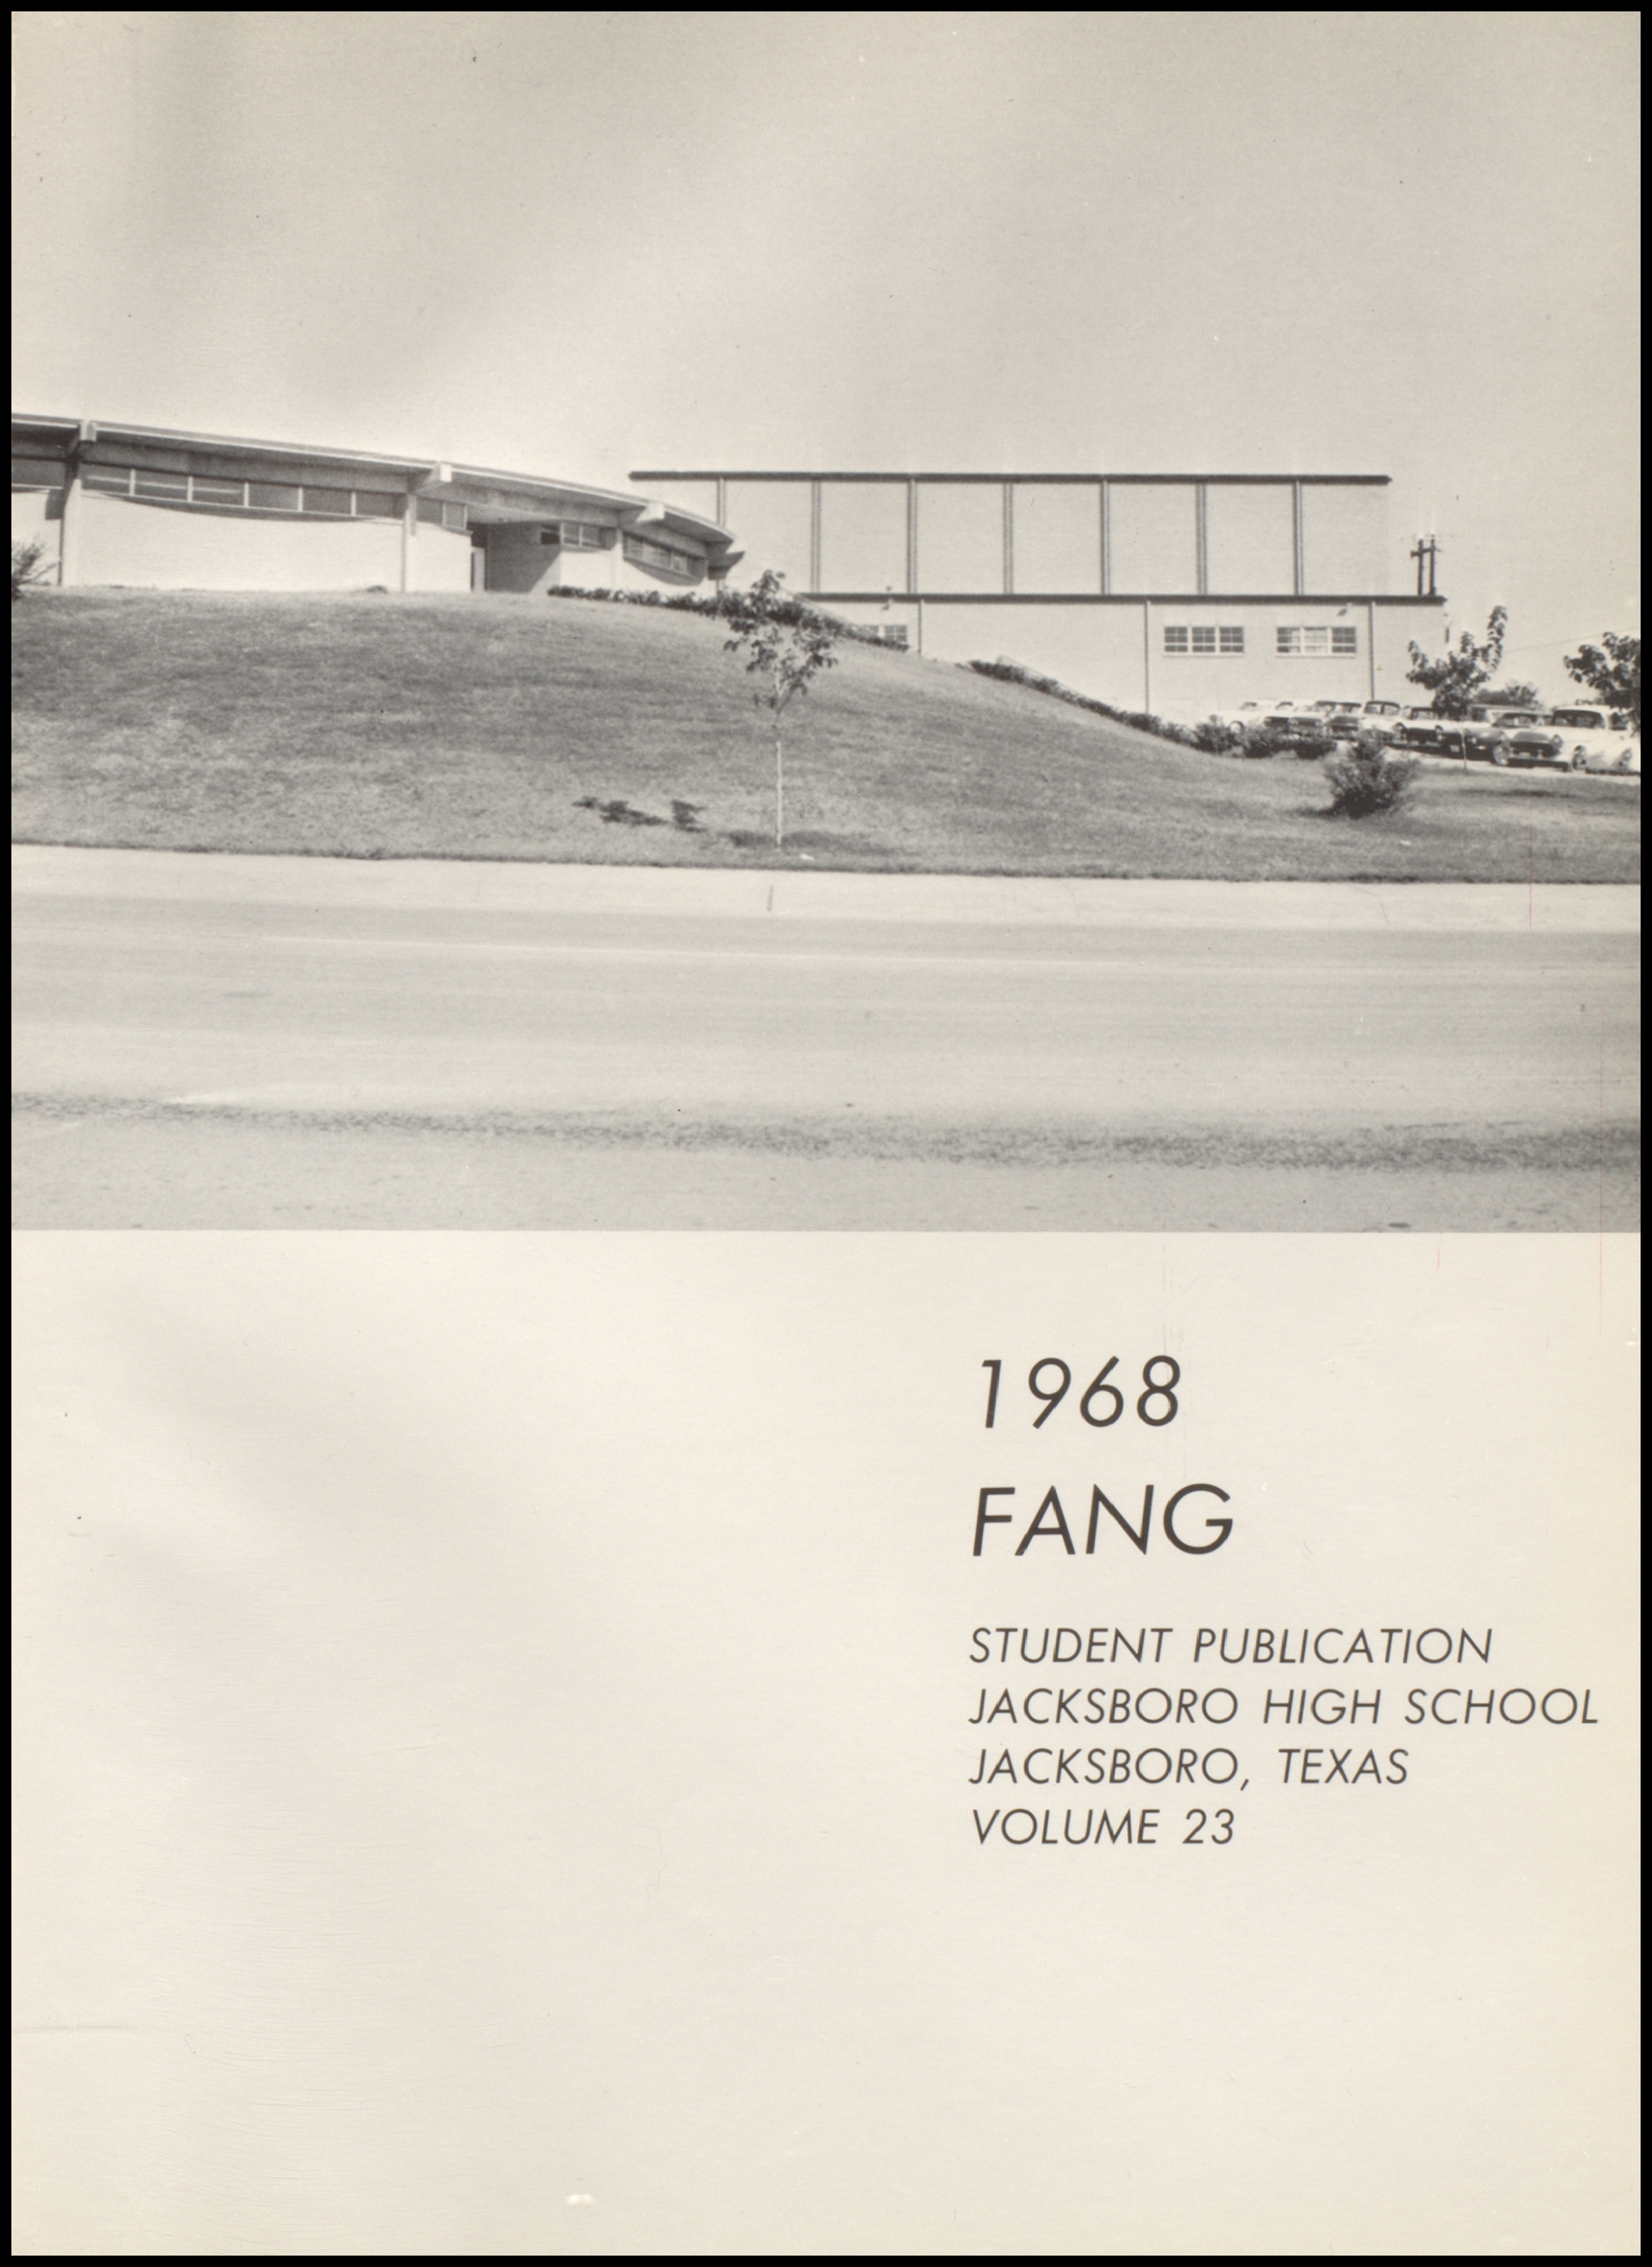 1968
FANG
STUDENT PUBLICATION
JACKSBORO HIGH SCHOOL
JACKSBORO, TEXAS
VOLUME 23